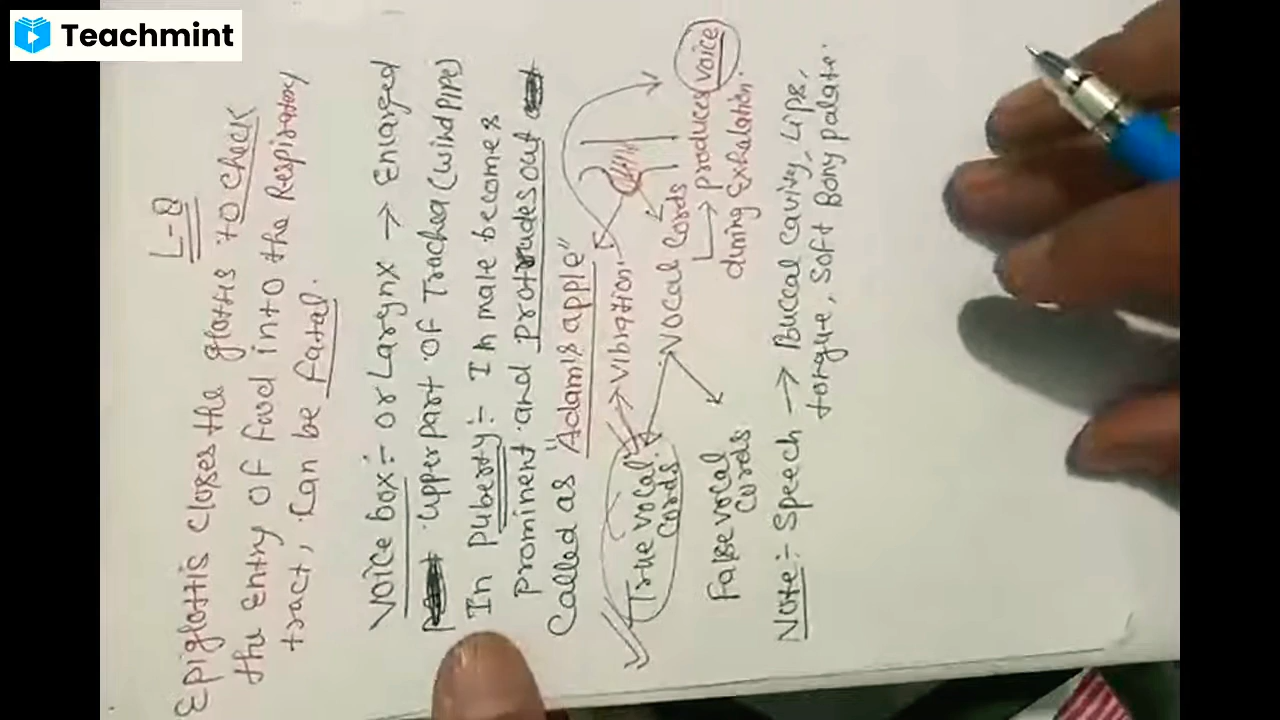 Teachmint
L-8
Epiglottis closes the glottis to check
the Entry of food into the Respiratory
tract, Can be fatal.
Voice box:- or Larynx → Enlarged
upper part of Trachea (wind pipe)
In puberty:- In male become s
prominent and protrudes out
Called as "Adam's apple"
True vocal
Cords
→ Vibration.
Vocal Cords
→ produces voice
during Exhalation.
False vocal
Cords
Note:- Speech → Buccal cavity, Lips,
tongue, Soft Bony palate.